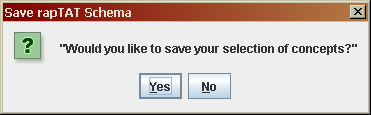 Save rapTAT Schema
?
"Would you like to save your selection of concepts?"
Yes No